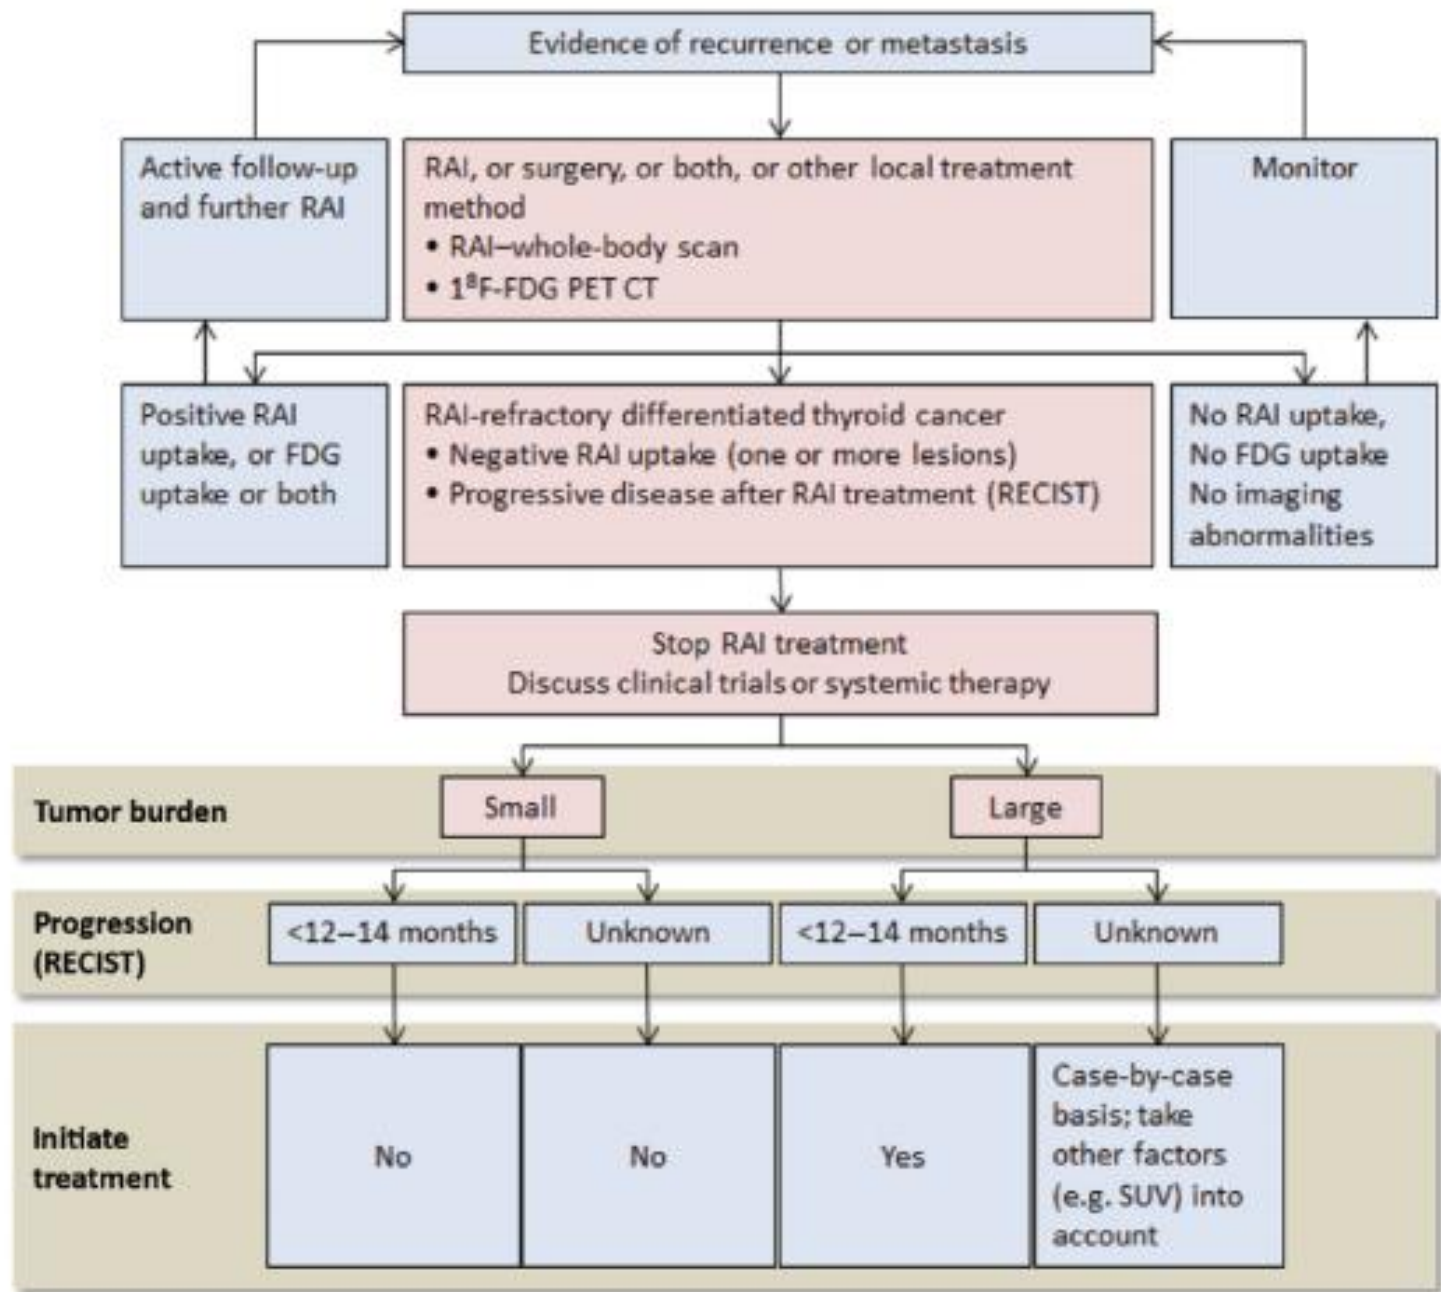 Evidence of recurrence or metastasis
Active follow-up
and further RAI
RAI, or surgery, or both, or other local treatment
method
• RAI–whole-body scan
• 1⁸F-FDG PET CT
Monitor
Positive RAI
uptake, or FDG
uptake or both
RAI-refractory differentiated thyroid cancer
• Negative RAI uptake (one or more lesions)
• Progressive disease after RAI treatment (RECIST)
No RAI uptake,
No FDG uptake
No imaging
abnormalities
Stop RAI treatment
Discuss clinical trials or systemic therapy
Tumor burden
Small
Large
Progression
(RECIST)
<12–14 months
Unknown
<12–14 months
Unknown
Initiate
treatment
No
No
Yes
Case-by-case
basis; take
other factors
(e.g. SUV) into
account